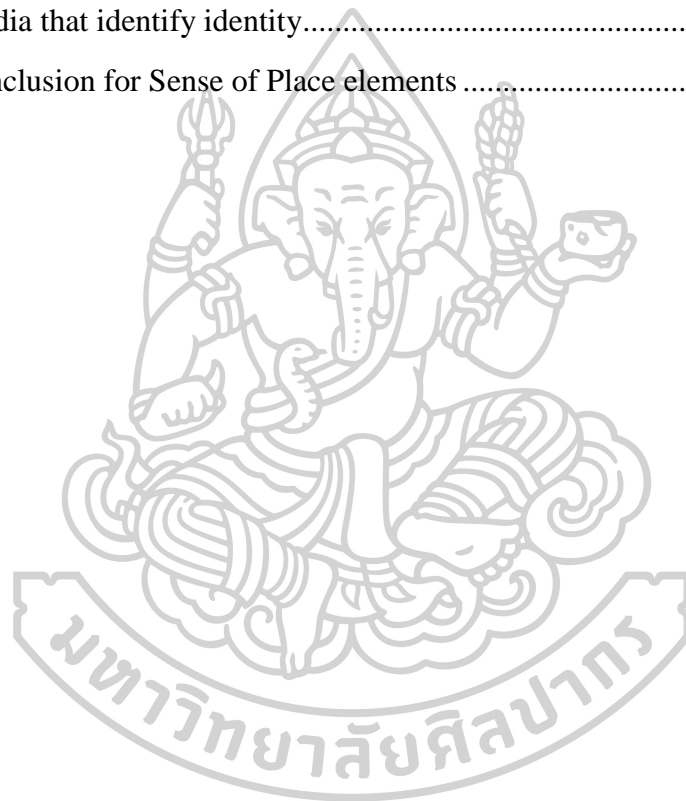 dia that identify identity............................................
nclusion for Sense of Place elements ..........................
มหาวิทยาลัยศิลปากร